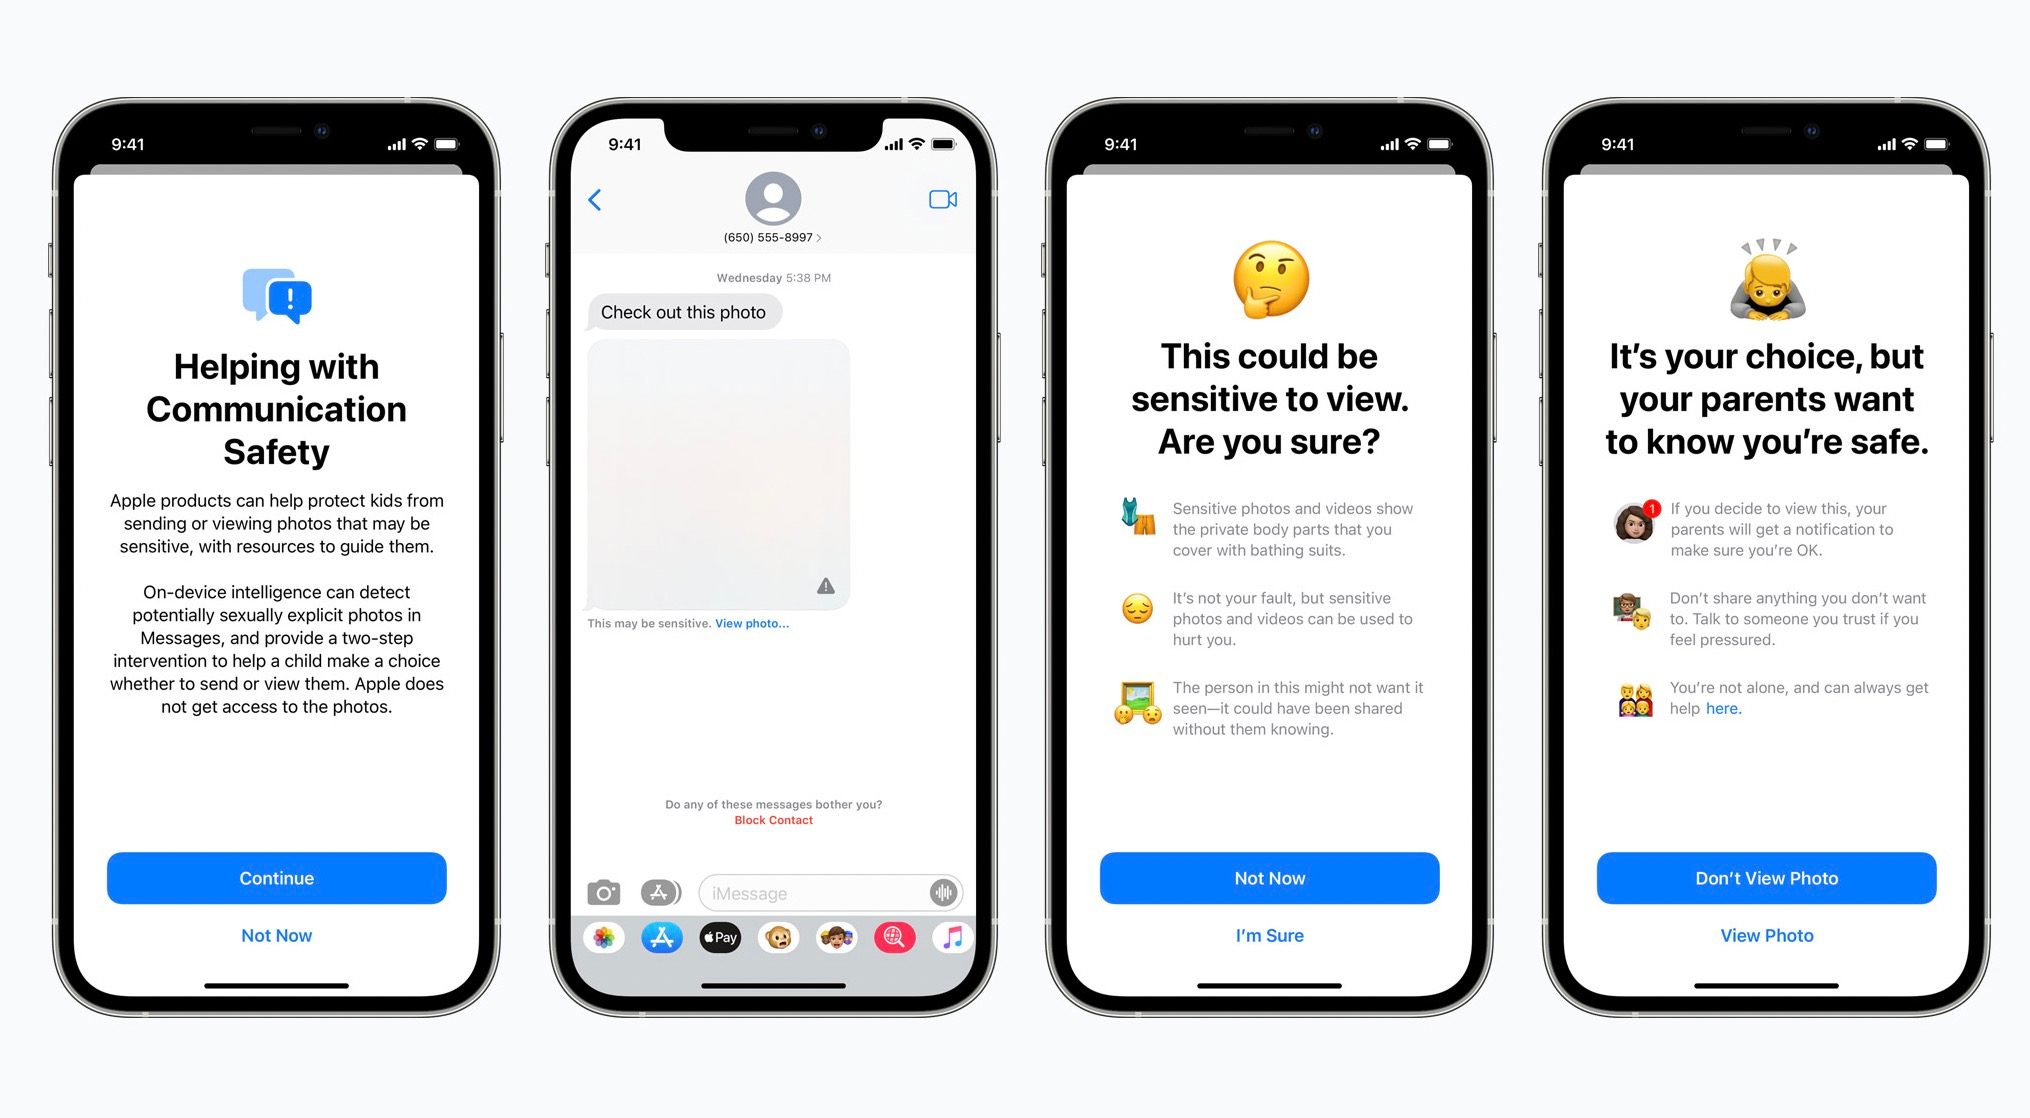 9:41
Helping with
Communication
Safety
Apple products can help protect kids from
sending or viewing photos that may be
sensitive, with resources to guide them.
On-device intelligence can detect
potentially sexually explicit photos in
Messages, and provide a two-step
intervention to help a child make a choice
whether to send or view them. Apple does
not get access to the photos.
Continue
Not Now
9:41
(650) 555-8997 >
Wednesday 5:38 PM
Check out this photo
This may be sensitive. View photo...
Do any of these messages bother you?
Block Contact
iMessage
Pay
9:41
This could be
sensitive to view.
Are you sure?
Sensitive photos and videos show
the private body parts that you
cover with bathing suits.
It's not your fault, but sensitive
photos and videos can be used to
hurt you.
The person in this might not want it
seen—it could have been shared
without them knowing.
Not Now
I'm Sure
9:41
It's your choice, but
your parents want
to know you're safe.
1
If you decide to view this, your
parents will get a notification to
make sure you're OK.
Don't share anything you don't want
to. Talk to someone you trust if you
feel pressured.
You're not alone, and can always get
help here.
Don't View Photo
View Photo